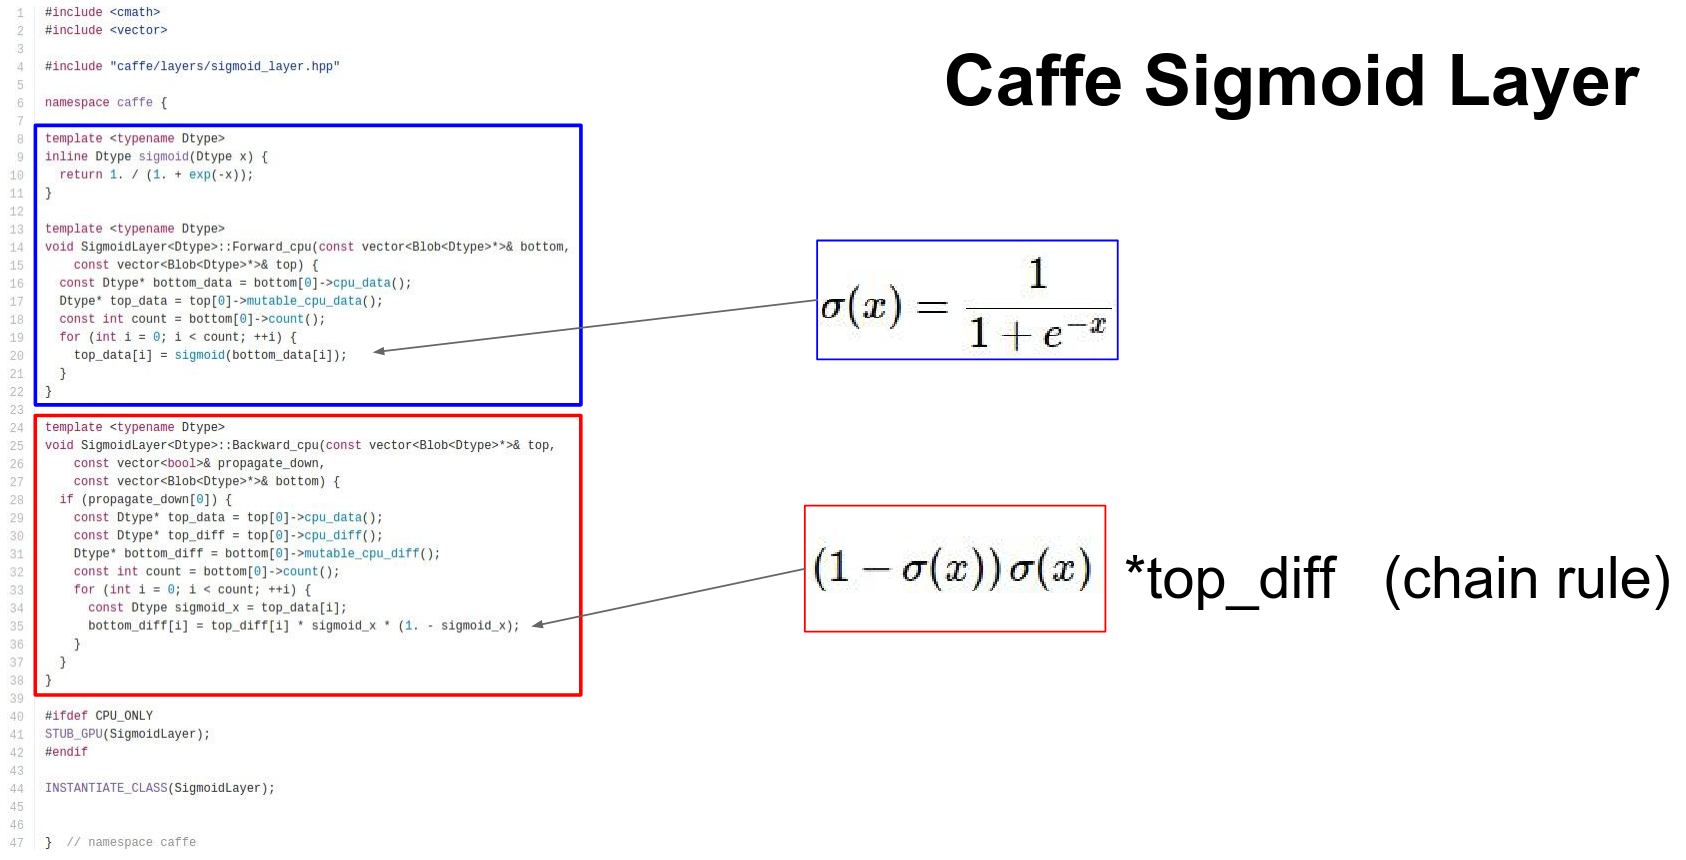 Caffe Sigmoid Layer
1 #include <cmath>
2 #include <vector>
3
4 #include "caffe/layers/sigmoid_layer.hpp"
5
6 namespace caffe {
7
8 template <typename Dtype>
9 inline Dtype sigmoid(Dtype x) {
10   return 1. / (1. + exp(-x));
11 }
12
13 template <typename Dtype>
14 void SigmoidLayer<Dtype>::Forward_cpu(const vector<Blob<Dtype>*>& bottom,
15     const vector<Blob<Dtype>*>& top) {
16   const Dtype* bottom_data = bottom[0]->cpu_data();
17   Dtype* top_data = top[0]->mutable_cpu_data();
18   const int count = bottom[0]->count();
19   for (int i = 0; i < count; ++i) {
20     top_data[i] = sigmoid(bottom_data[i]);
21   }
22 }
23
24 template <typename Dtype>
25 void SigmoidLayer<Dtype>::Backward_cpu(const vector<Blob<Dtype>*>& top,
26     const vector<bool>& propagate_down,
27     const vector<Blob<Dtype>*>& bottom) {
28   if (propagate_down[0]) {
29     const Dtype* top_data = top[0]->cpu_data();
30     const Dtype* top_diff = top[0]->cpu_diff();
31     Dtype* bottom_diff = bottom[0]->mutable_cpu_diff();
32     const int count = bottom[0]->count();
33     for (int i = 0; i < count; ++i) {
34       const Dtype sigmoid_x = top_data[i];
35       bottom_diff[i] = top_diff[i] * sigmoid_x * (1. - sigmoid_x);
36     }
37   }
38 }
39
40 #ifdef CPU_ONLY
41 STUB_GPU(SigmoidLayer);
42 #endif
43
44 INSTANTIATE_CLASS(SigmoidLayer);
45
46
47 }  // namespace caffe
σ(x) = 1 / (1 + e^{-x})
(1 − σ(x)) σ(x) *top_diff (chain rule)